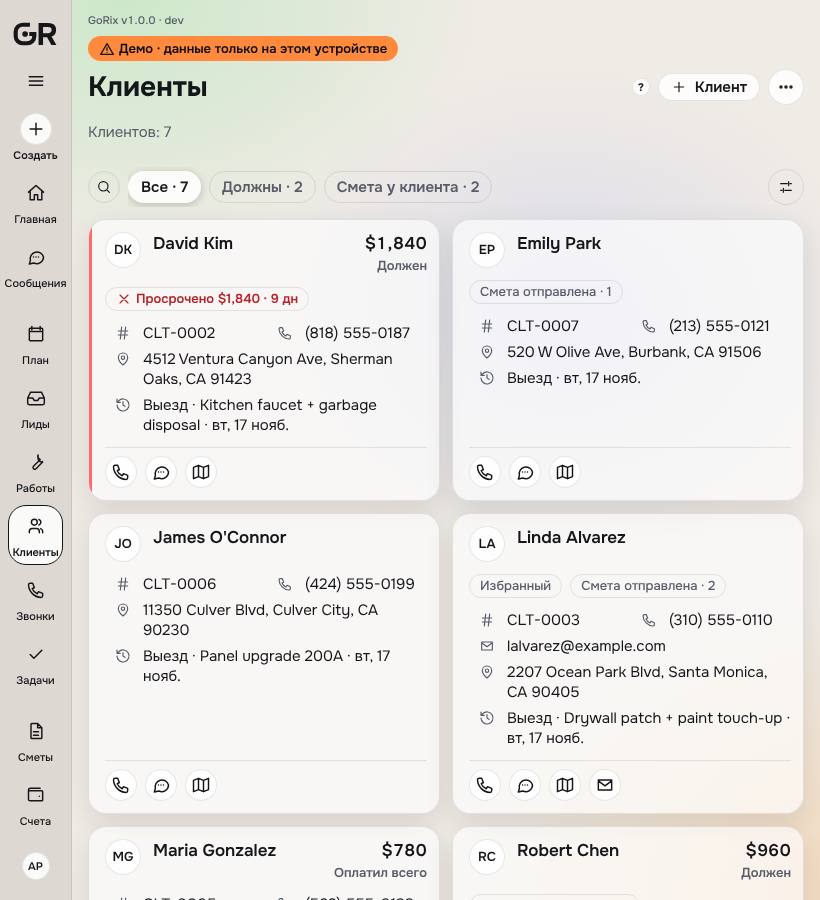 GR
GoRix v1.0.0 · dev
Демо · данные только на этом устройстве
Клиенты
?
Клиент
Клиентов: 7
Все · 7
Должны · 2
Смета у клиента · 2
Создать
Главная
Сообщения
План
Лиды
Работы
Клиенты
Звонки
Задачи
Сметы
Счета
AP
DK
David Kim
$1,840
Должен
Просрочено $1,840 · 9 дн
CLT-0002
(818) 555-0187
4512 Ventura Canyon Ave, Sherman
Oaks, CA 91423
Выезд · Kitchen faucet + garbage
disposal · вт, 17 нояб.
EP
Emily Park
Смета отправлена · 1
CLT-0007
(213) 555-0121
520 W Olive Ave, Burbank, CA 91506
Выезд · вт, 17 нояб.
JO
James O'Connor
CLT-0006
(424) 555-0199
11350 Culver Blvd, Culver City, CA
90230
Выезд · Panel upgrade 200A · вт, 17
нояб.
LA
Linda Alvarez
Избранный
Смета отправлена · 2
CLT-0003
(310) 555-0110
lalvarez@example.com
2207 Ocean Park Blvd, Santa Monica,
CA 90405
Выезд · Drywall patch + paint touch-up ·
вт, 17 нояб.
MG
Maria Gonzalez
$780
Оплатил всего
RC
Robert Chen
$960
Должен